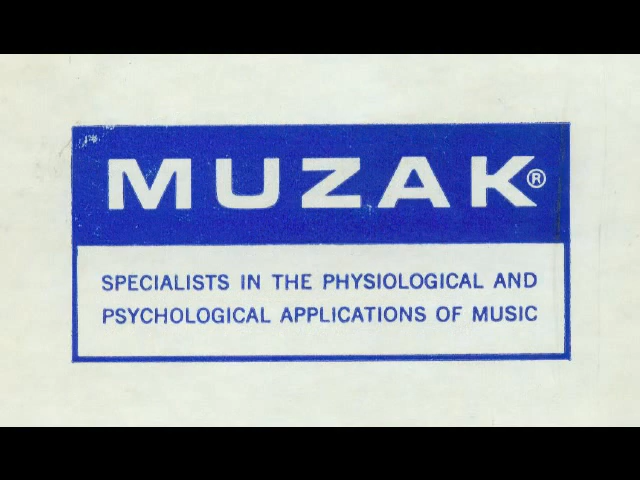 MUZAK®
SPECIALISTS IN THE PHYSIOLOGICAL AND
PSYCHOLOGICAL APPLICATIONS OF MUSIC